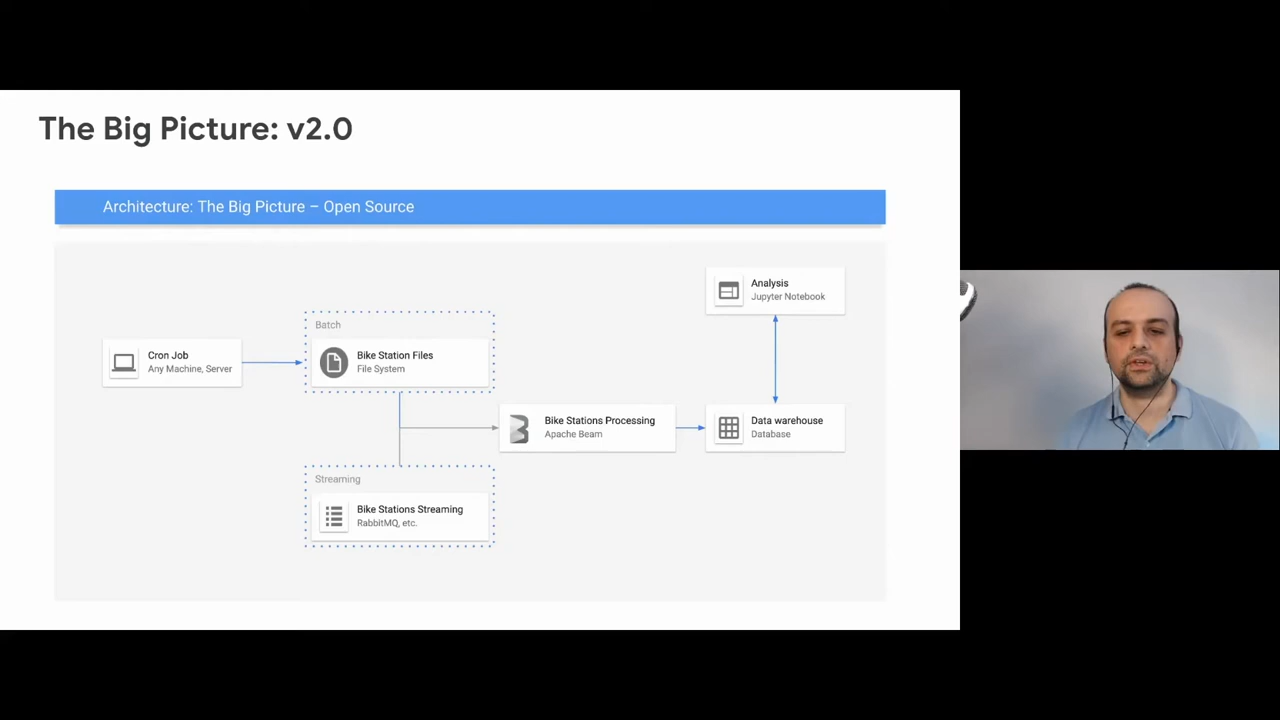 The Big Picture: v2.0
Architecture: The Big Picture – Open Source
Analysis
Jupyter Notebook
Batch
Cron Job
Any Machine, Server
Bike Station Files
File System
Bike Stations Processing
Apache Beam
Data warehouse
Database
Streaming
Bike Stations Streaming
RabbitMQ, etc.